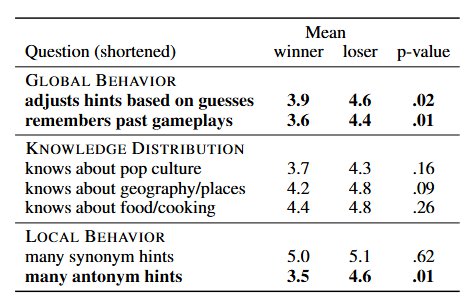 Mean
Question (shortened) winner loser p-value
GLOBAL BEHAVIOR
adjusts hints based on guesses 3.9 4.6 .02
remembers past gameplays 3.6 4.4 .01
KNOWLEDGE DISTRIBUTION
knows about pop culture 3.7 4.3 .16
knows about geography/places 4.2 4.8 .09
knows about food/cooking 4.4 4.8 .26
LOCAL BEHAVIOR
many synonym hints 5.0 5.1 .62
many antonym hints 3.5 4.6 .01